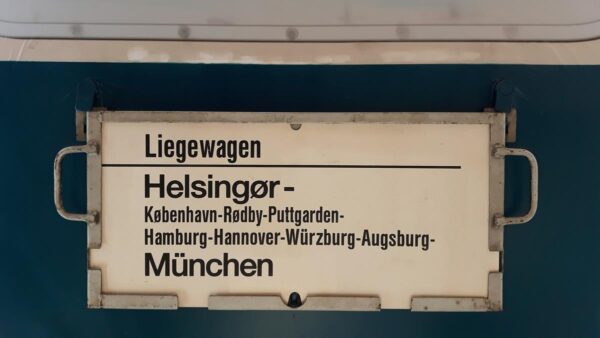 Liegewagen
Helsingør-
København-Rødby-Puttgarden-
Hamburg-Hannover-Würzburg-Augsburg-
München